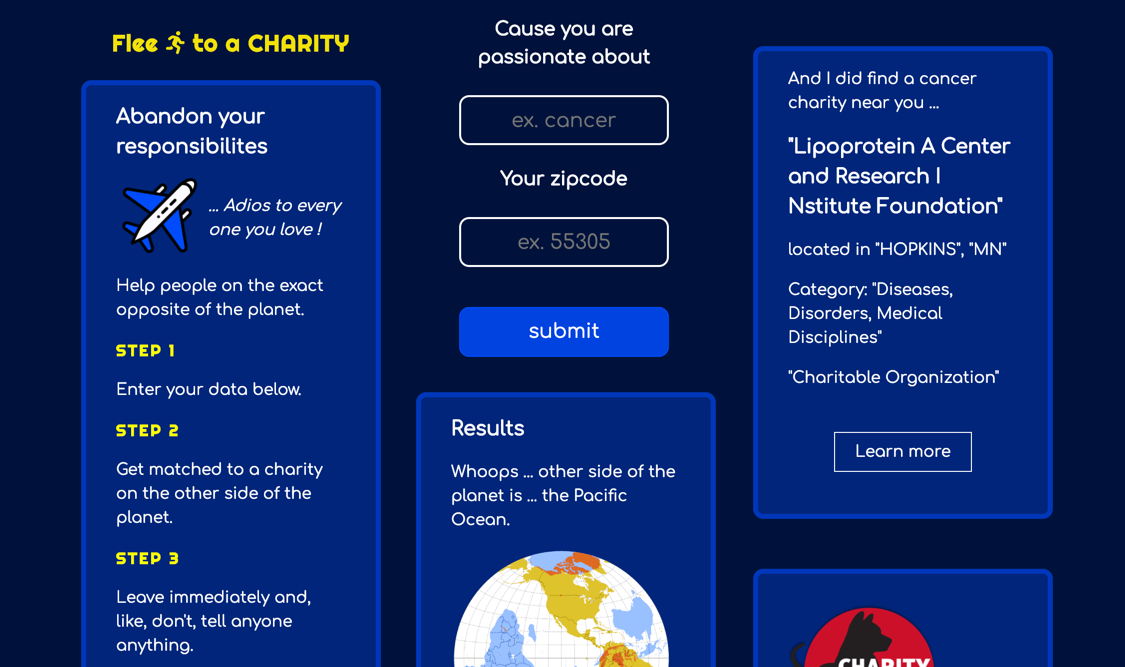 Flee to a CHARITY
Abandon your
responsibilites
... Adios to every
one you love !
Help people on the exact
opposite of the planet.
STEP 1
Enter your data below.
STEP 2
Get matched to a charity
on the other side of the
planet.
STEP 3
Leave immediately and,
like, don't, tell anyone
anything.
Cause you are
passionate about
ex. cancer
Your zipcode
ex. 55305
submit
Results
Whoops ... other side of the
planet is ... the Pacific
Ocean.
And I did find a cancer
charity near you ...
"Lipoprotein A Center
and Research I
Nstitute Foundation"
located in "HOPKINS", "MN"
Category: "Diseases,
Disorders, Medical
Disciplines"
"Charitable Organization"
Learn more
CHARITY